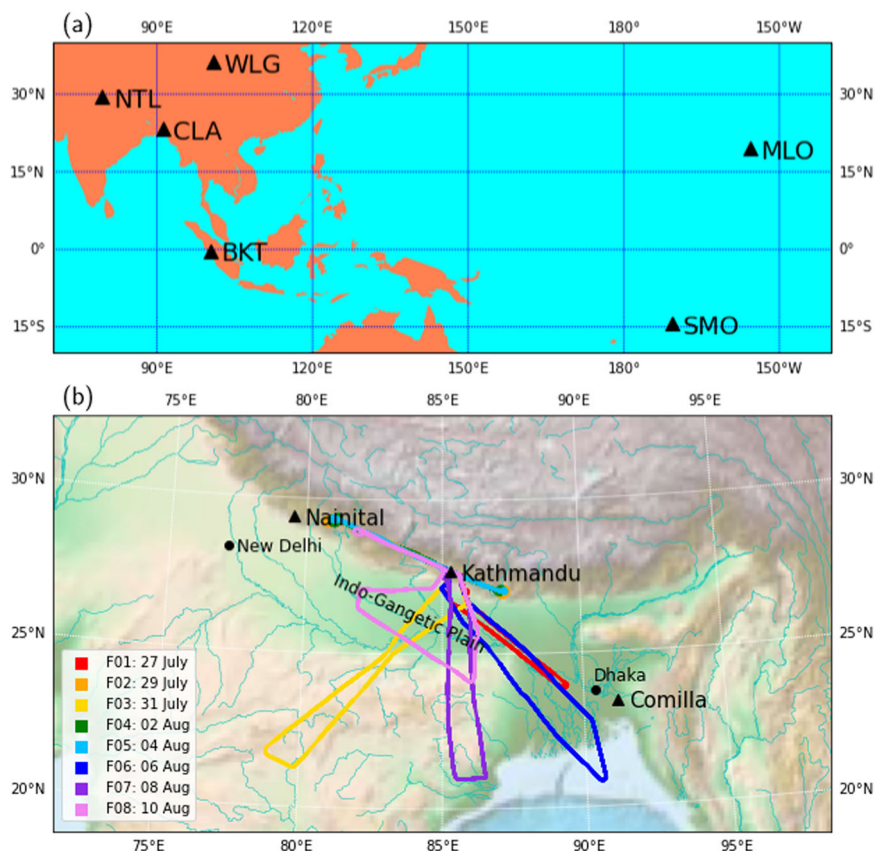 (a)
90°E 120°E 150°E 180° 150°W
WLG
30°N NTL 30°N
CLA
MLO
15°N 15°N
0° BKT 0°
15°S SMO 15°S
90°E 120°E 150°E 180° 150°W
(b)
75°E 80°E 85°E 90°E 95°E
30°N 30°N
Nainital
New Delhi
Kathmandu
Indo-Gangetic Plain
25°N 25°N
Dhaka
Comilla
F01: 27 July
F02: 29 July
F03: 31 July
F04: 02 Aug
F05: 04 Aug
F06: 06 Aug
F07: 08 Aug
F08: 10 Aug
20°N 20°N
75°E 80°E 85°E 90°E 95°E